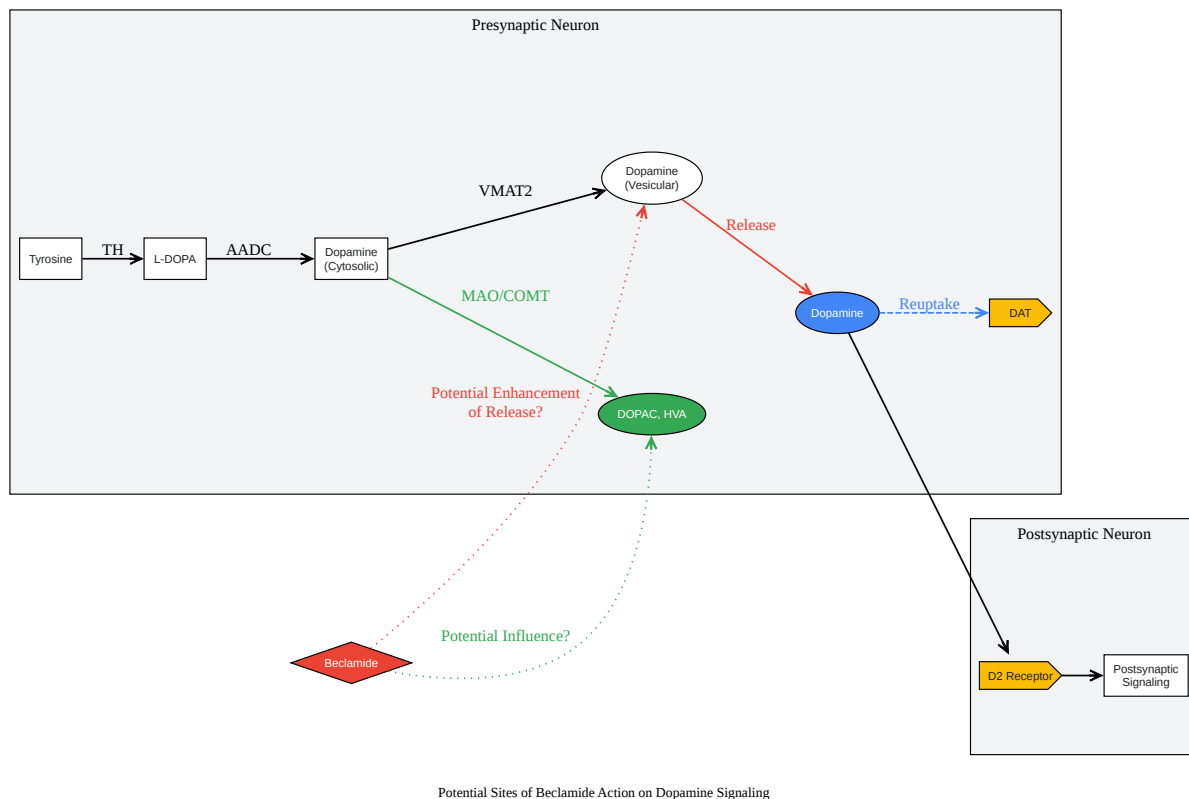 Presynaptic Neuron
Dopamine
(Vesicular)
VMAT2
Release
TH
AADC
Tyrosine
L-DOPA
Dopamine
(Cytosolic)
MAO/COMT
Reuptake
Dopamine
DAT
Potential Enhancement
of Release?
DOPAC, HVA
Postsynaptic Neuron
Potential Influence?
Beclamide
D2 Receptor
Postsynaptic
Signaling
Potential Sites of Beclamide Action on Dopamine Signaling